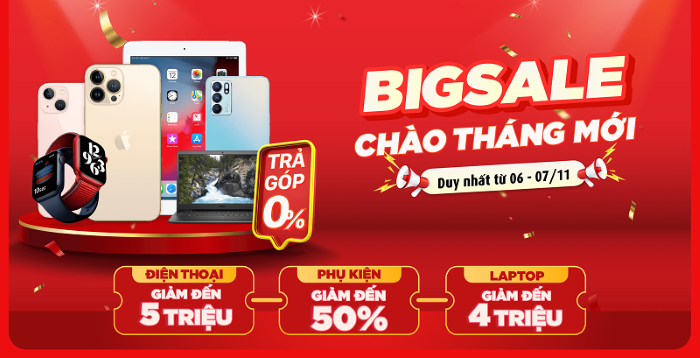 BIGSALE
CHÀO THÁNG MỚI
Duy nhất từ 06 - 07/11
TRẢ
GÓP
0%
ĐIỆN THOẠI
GIẢM ĐẾN
5 TRIỆU
PHỤ KIỆN
GIẢM ĐẾN
50%
LAPTOP
GIẢM ĐẾN
4 TRIỆU